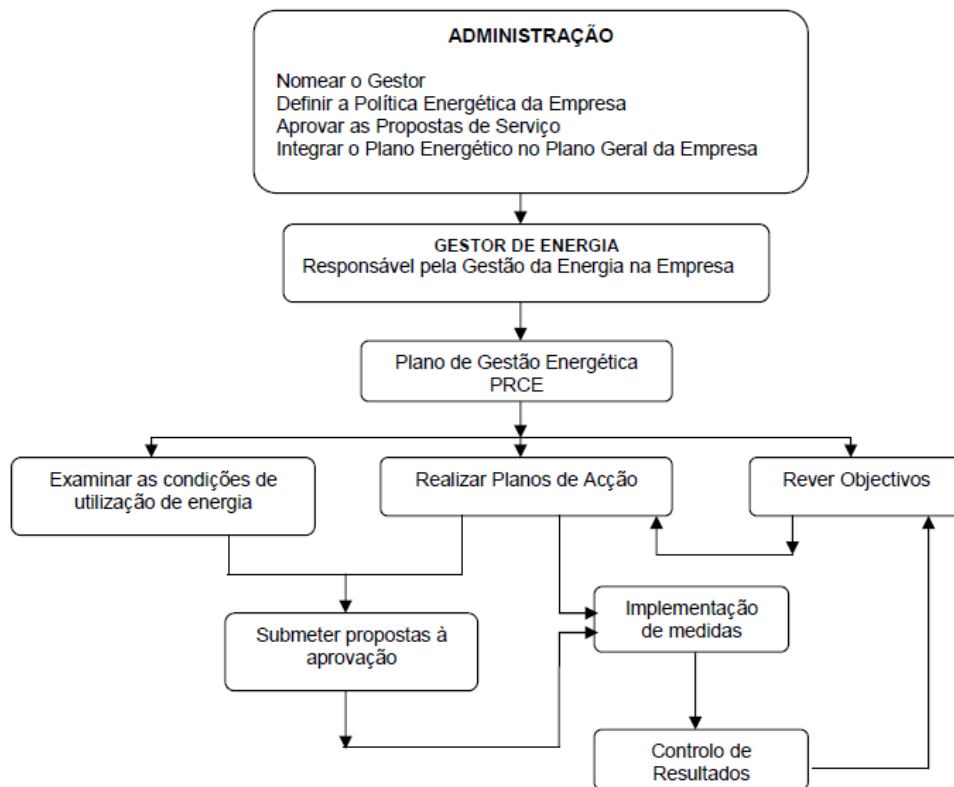 ADMINISTRAÇÃO
Nomear o Gestor
Definir a Política Energética da Empresa
Aprovar as Propostas de Serviço
Integrar o Plano Energético no Plano Geral da Empresa
GESTOR DE ENERGIA
Responsável pela Gestão da Energia na Empresa
Plano de Gestão Energética
PRCE
Examinar as condições de
utilização de energia
Realizar Planos de Acção
Rever Objectivos
Submeter propostas à
aprovação
Implementação
de medidas
Controlo de
Resultados